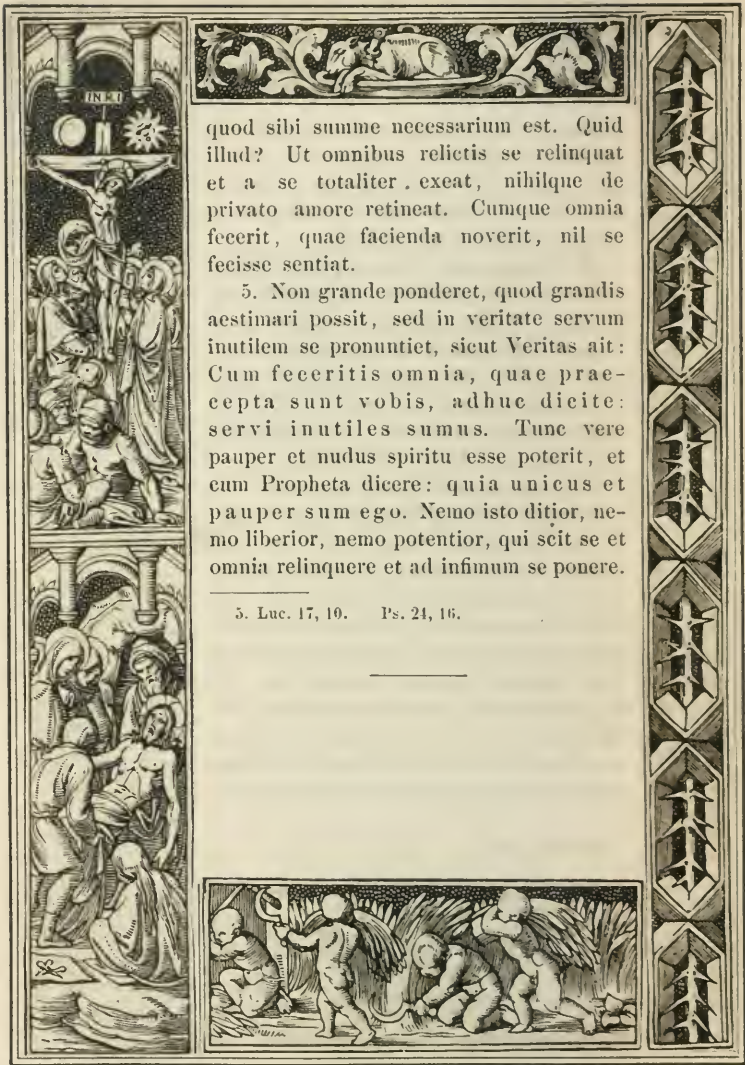 INRI
quod sibi summe necessarium est. Quid
illud? Ut omnibus relictis se relinquat
et a se totaliter . exeat, nihilque de
privato amore retineat. Cumque omnia
fecerit, quae facienda noverit, nil se
fecisse sentiat.
5. Non grande ponderet, quod grandis
aestimari possit, sed in veritate servum
inutilem se pronuntiet, sicut Veritas ait:
Cum feceritis omnia, quae prae-
cepta sunt vobis, adhuc dicite:
servi inutiles sumus. Tunc vere
pauper et nudus spiritu esse poterit, et
cum Propheta dicere: quia unicus et
pauper sum ego. Nemo isto ditior, ne-
mo liberior, nemo potentior, qui scit se et
omnia relinquere et ad infimum se ponere.
5. Luc. 17, 10. Ps. 24, 16.